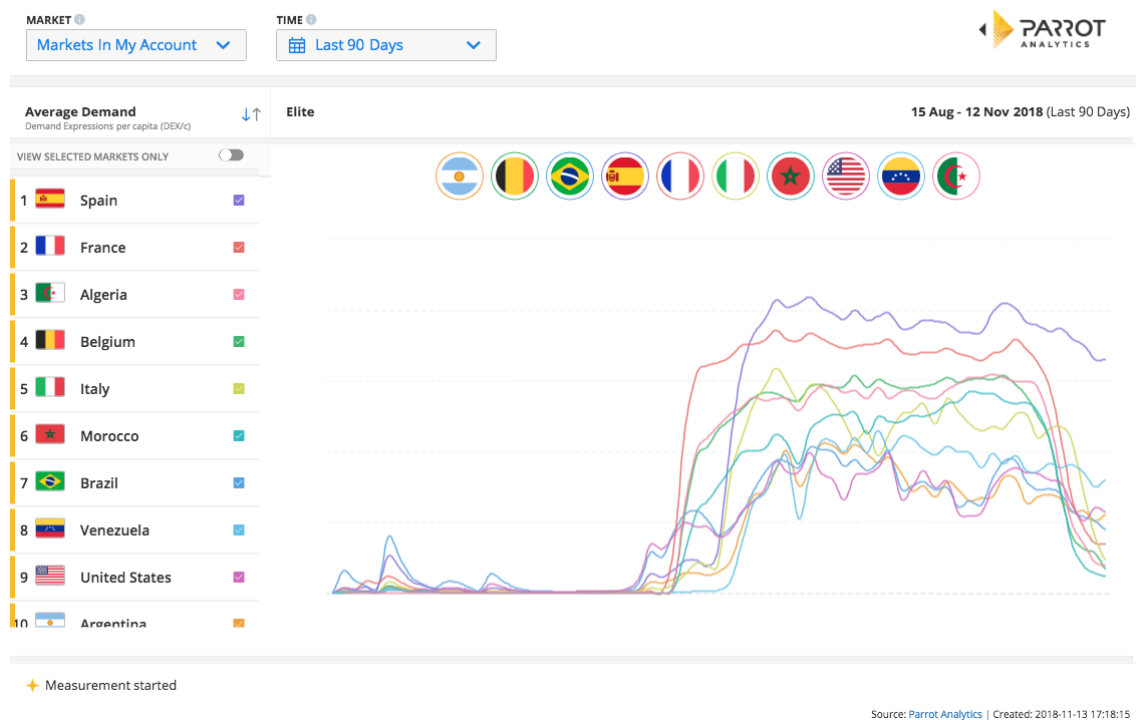 MARKET
Markets In My Account
TIME
Last 90 Days
PARROT
ANALYTICS
Average Demand
Demand Expressions per capita (DEX/c)
VIEW SELECTED MARKETS ONLY
Elite
15 Aug - 12 Nov 2018 (Last 90 Days)
1 Spain
2 France
3 Algeria
4 Belgium
5 Italy
6 Morocco
7 Brazil
8 Venezuela
9 United States
10 Argentina
Measurement started
Source: Parrot Analytics | Created: 2018-11-13 17:18:15